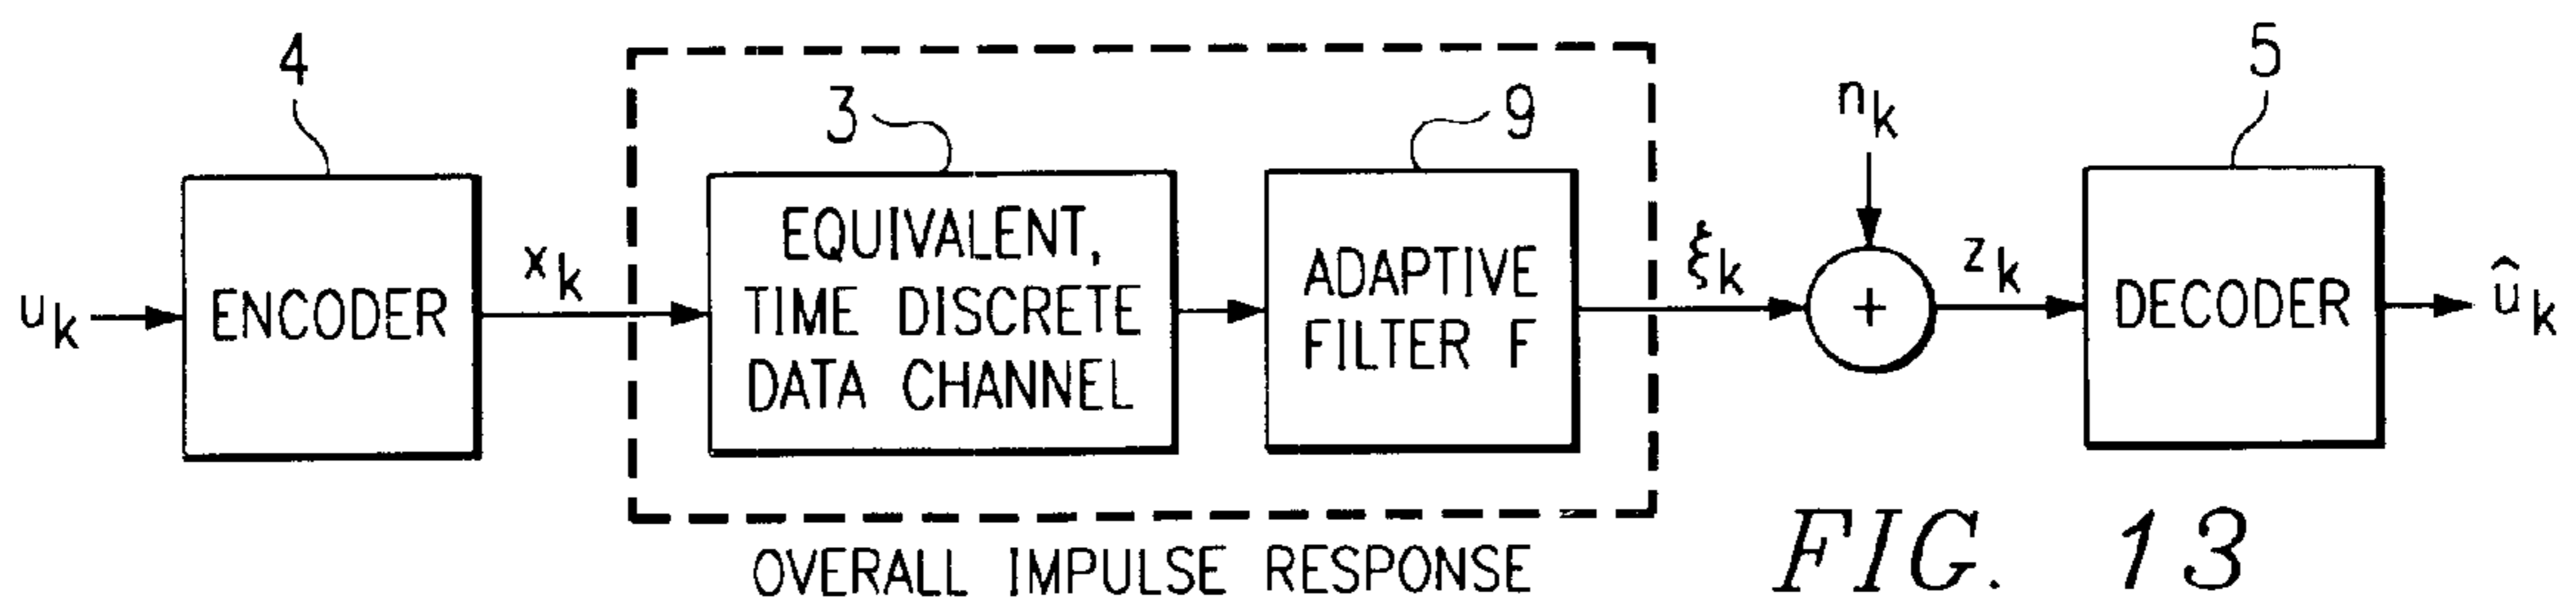 4
3
9
5
n_k
u_k
ENCODER
x_k
EQUIVALENT,
TIME DISCRETE
DATA CHANNEL
ADAPTIVE
FILTER F
ξ_k
+
z_k
DECODER
û_k
OVERALL IMPULSE RESPONSE
FIG. 13